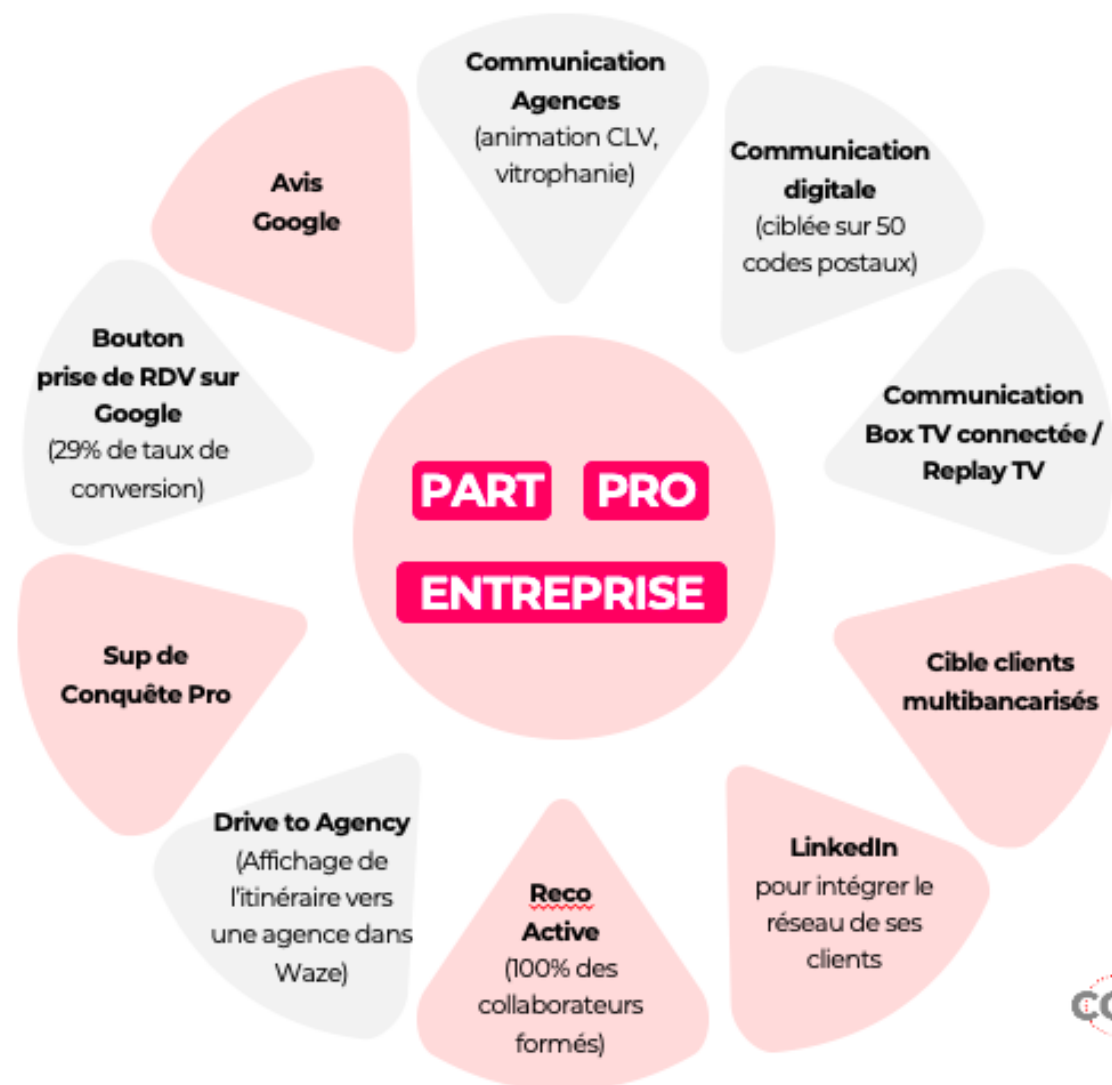 Communication
Agences
(animation CLV,
vitrophanie)
Communication
digitale
(ciblée sur 50
codes postaux)
Communication
Box TV connectée /
Replay TV
Cible clients
multibancarisés
LinkedIn
pour intégrer le
réseau de ses
clients
Reco
Active
(100% des
collaborateurs
formés)
Drive to Agency
(Affichage de
l'itinéraire vers
une agence dans
Waze)
Sup de
Conquête Pro
Bouton
prise de RDV sur
Google
(29% de taux de
conversion)
Avis
Google
PART PRO
ENTREPRISE